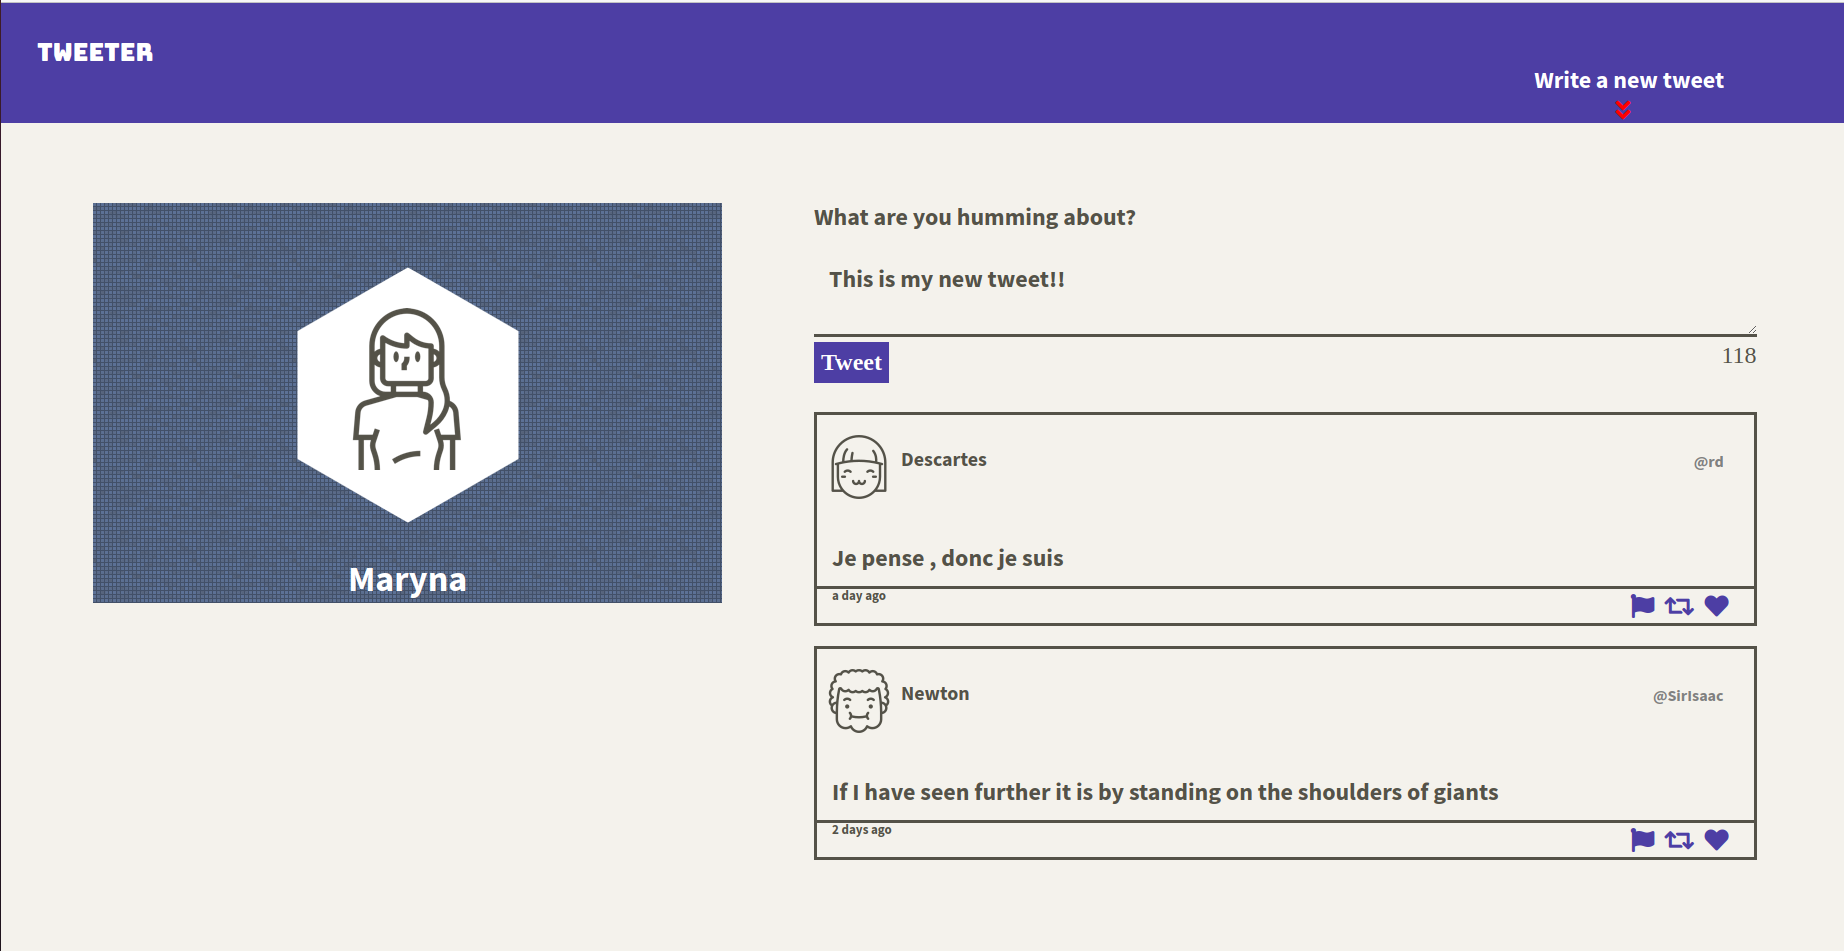 TWEETER
Write a new tweet
Maryna
What are you humming about?
This is my new tweet!!
Tweet
118
Descartes
@rd
Je pense , donc je suis
a day ago
Newton
@SirIsaac
If I have seen further it is by standing on the shoulders of giants
2 days ago